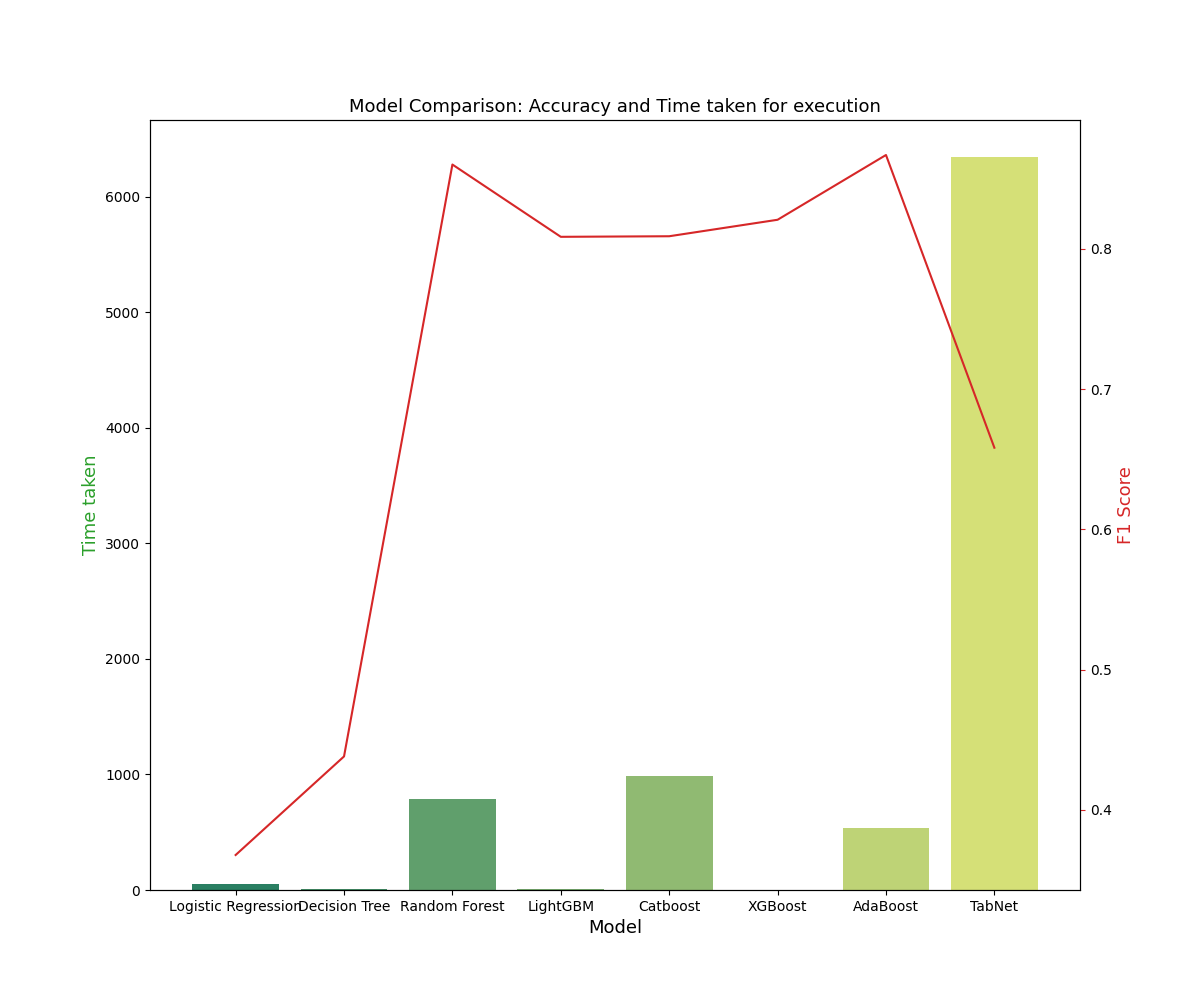 Model Comparison: Accuracy and Time taken for execution
6000
5000
4000
3000
2000
1000
0
Time taken
0.8
0.7
0.6
0.5
0.4
F1 Score
Logistic Regression Decision Tree Random Forest LightGBM Catboost XGBoost AdaBoost TabNet
Model